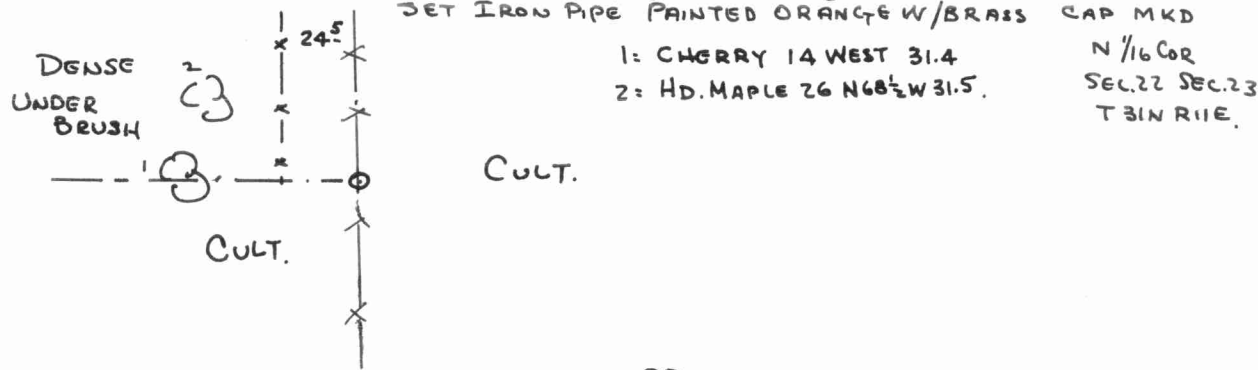 SET IRON PIPE PAINTED ORANGE W/BRASS CAP MKD
1: CHERRY 14 WEST 31.4
2: HD. MAPLE 26 N68½W 31.5.
N 1/16 COR
SEC.22 SEC.23
T 31N R11E.
24⁵
DENSE
UNDER
BRUSH
2
1
CULT.
CULT.